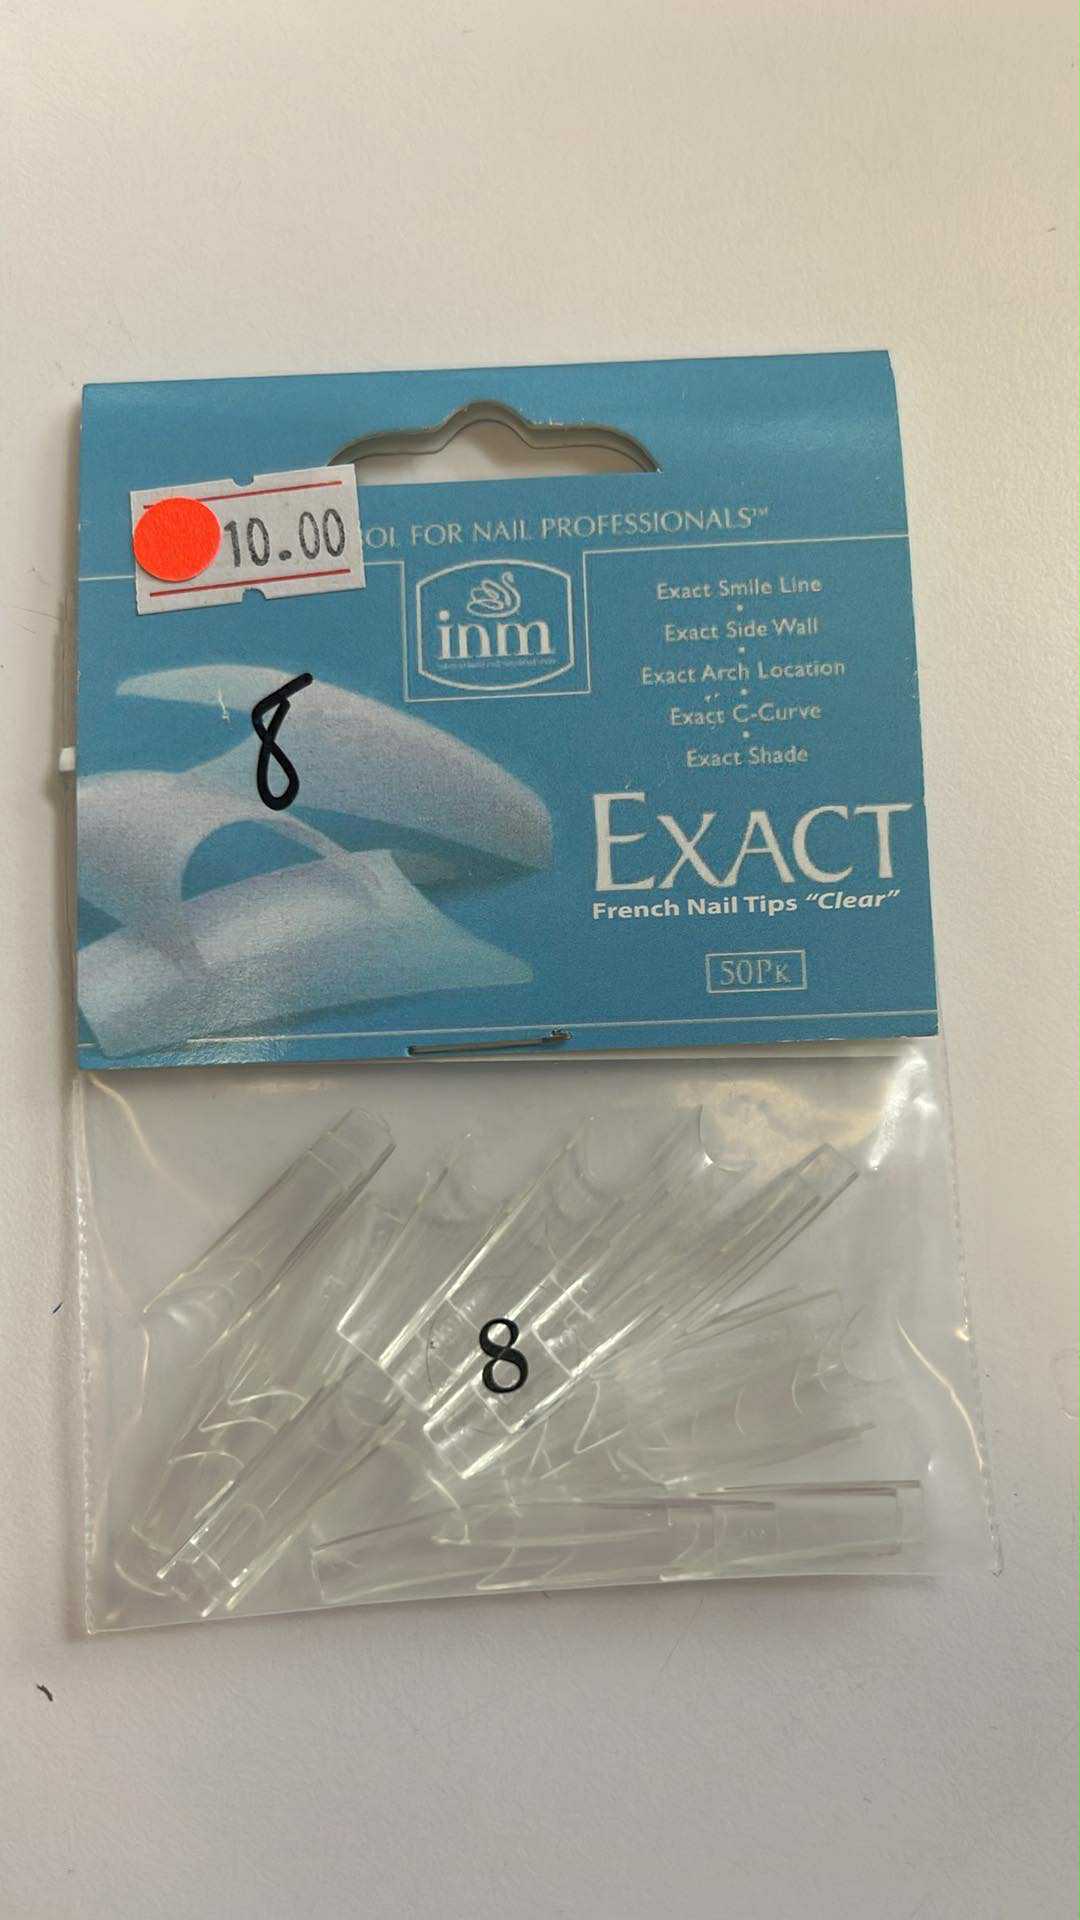 10.00
OL FOR NAIL PROFESSIONALS™
inm
Exact Smile Line
•
Exact Side Wall
•
Exact Arch Location
•
Exact C-Curve
•
Exact Shade
8
EXACT
French Nail Tips "Clear"
50PK
8